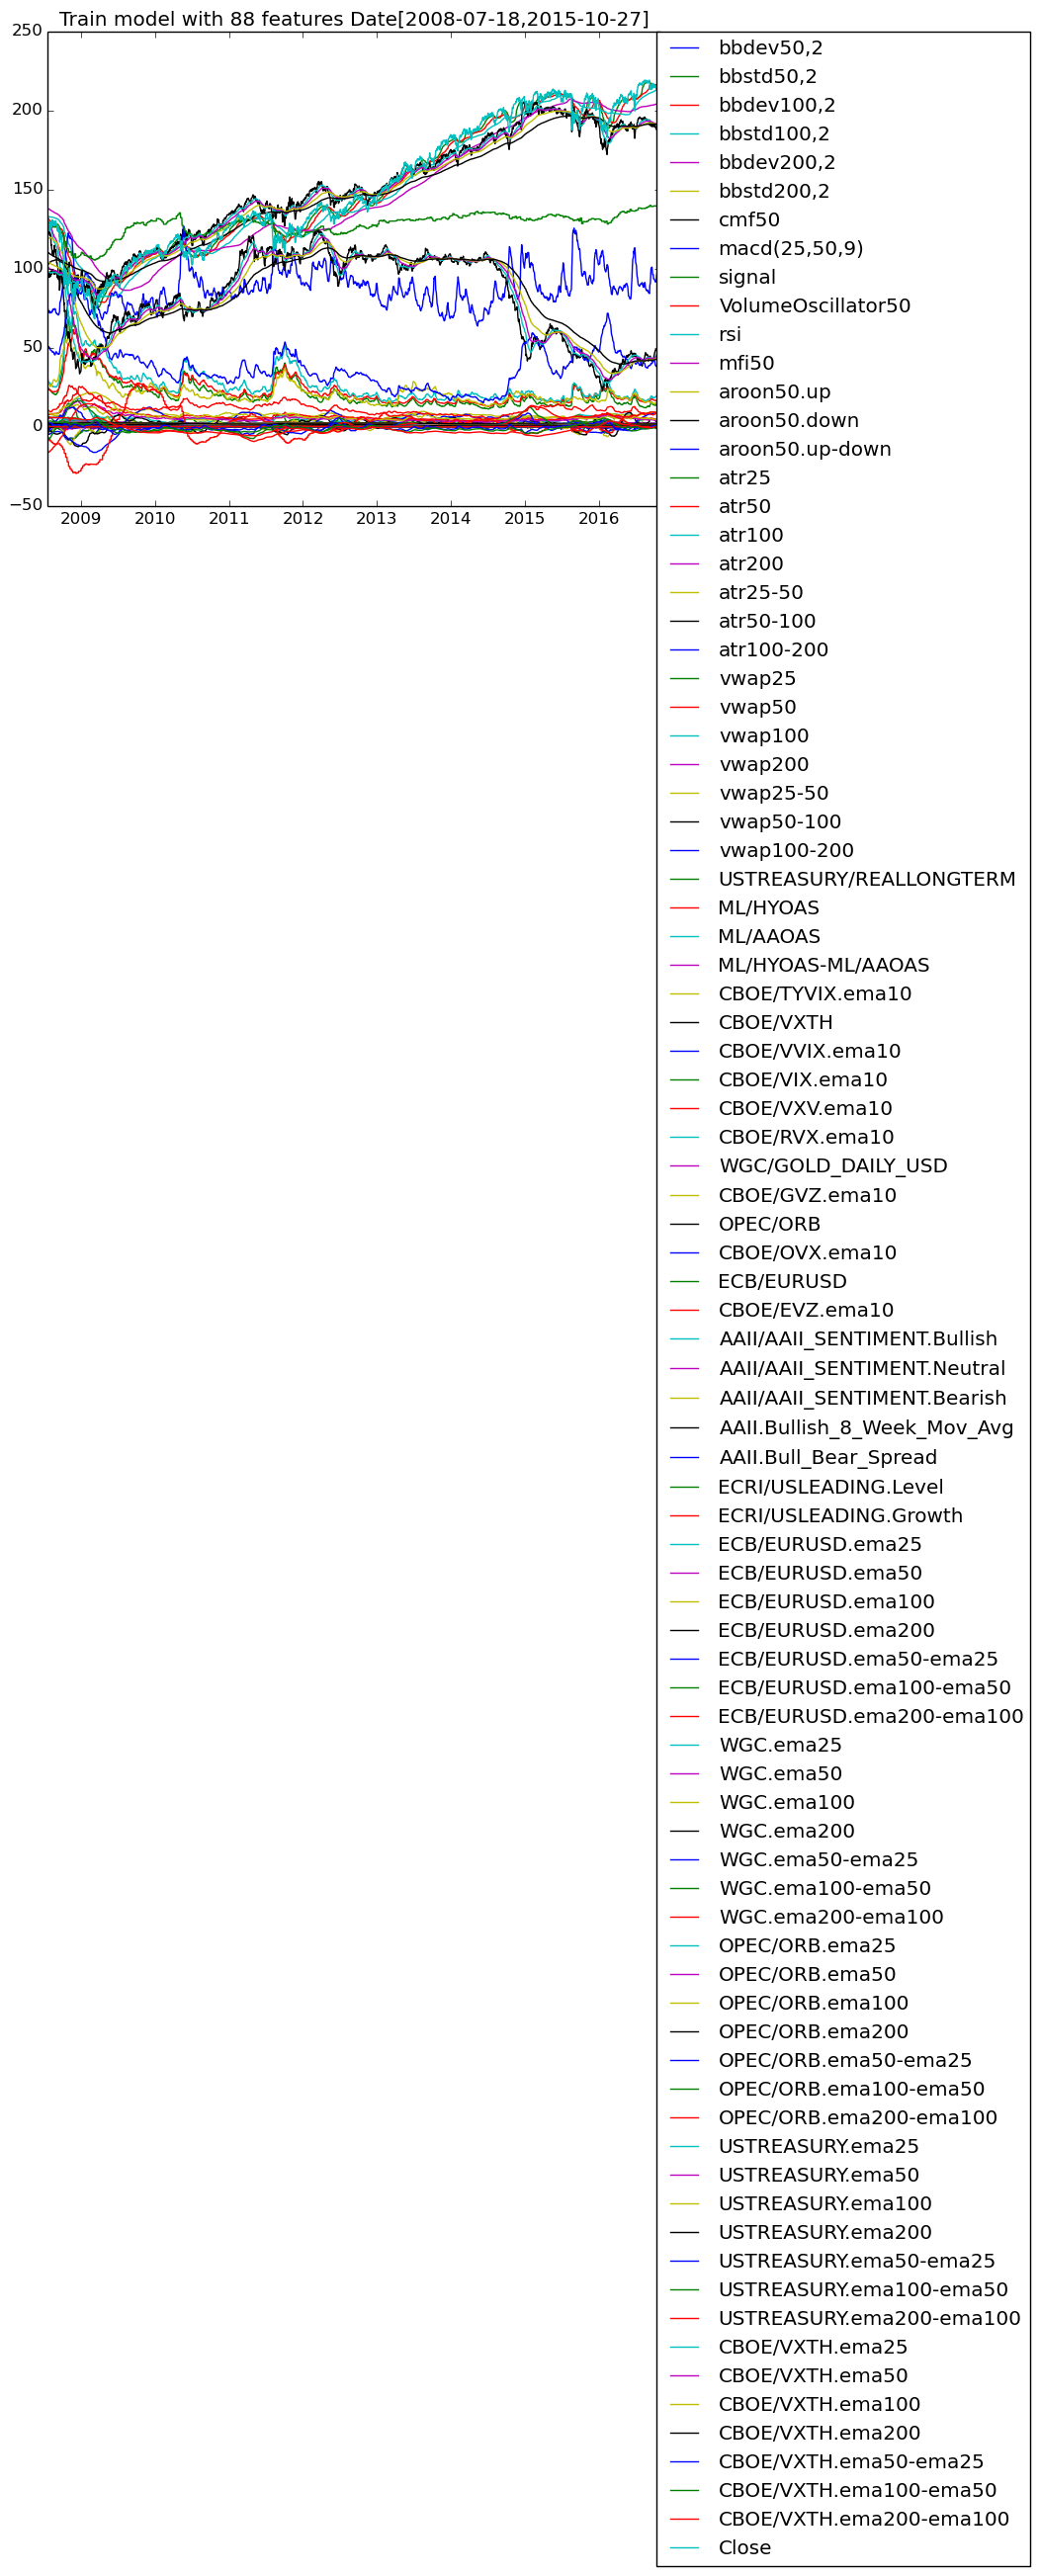 Train model with 88 features Date[2008-07-18,2015-10-27]
250
200
150
100
50
0
−50
2009 2010 2011 2012 2013 2014 2015 2016
bbdev50,2
bbstd50,2
bbdev100,2
bbstd100,2
bbdev200,2
bbstd200,2
cmf50
macd(25,50,9)
signal
VolumeOscillator50
rsi
mfi50
aroon50.up
aroon50.down
aroon50.up-down
atr25
atr50
atr100
atr200
atr25-50
atr50-100
atr100-200
vwap25
vwap50
vwap100
vwap200
vwap25-50
vwap50-100
vwap100-200
USTREASURY/REALLONGTERM
ML/HYOAS
ML/AAOAS
ML/HYOAS-ML/AAOAS
CBOE/TYVIX.ema10
CBOE/VXTH
CBOE/VVIX.ema10
CBOE/VIX.ema10
CBOE/VXV.ema10
CBOE/RVX.ema10
WGC/GOLD_DAILY_USD
CBOE/GVZ.ema10
OPEC/ORB
CBOE/OVX.ema10
ECB/EURUSD
CBOE/EVZ.ema10
AAII/AAII_SENTIMENT.Bullish
AAII/AAII_SENTIMENT.Neutral
AAII/AAII_SENTIMENT.Bearish
AAII.Bullish_8_Week_Mov_Avg
AAII.Bull_Bear_Spread
ECRI/USLEADING.Level
ECRI/USLEADING.Growth
ECB/EURUSD.ema25
ECB/EURUSD.ema50
ECB/EURUSD.ema100
ECB/EURUSD.ema200
ECB/EURUSD.ema50-ema25
ECB/EURUSD.ema100-ema50
ECB/EURUSD.ema200-ema100
WGC.ema25
WGC.ema50
WGC.ema100
WGC.ema200
WGC.ema50-ema25
WGC.ema100-ema50
WGC.ema200-ema100
OPEC/ORB.ema25
OPEC/ORB.ema50
OPEC/ORB.ema100
OPEC/ORB.ema200
OPEC/ORB.ema50-ema25
OPEC/ORB.ema100-ema50
OPEC/ORB.ema200-ema100
USTREASURY.ema25
USTREASURY.ema50
USTREASURY.ema100
USTREASURY.ema200
USTREASURY.ema50-ema25
USTREASURY.ema100-ema50
USTREASURY.ema200-ema100
CBOE/VXTH.ema25
CBOE/VXTH.ema50
CBOE/VXTH.ema100
CBOE/VXTH.ema200
CBOE/VXTH.ema50-ema25
CBOE/VXTH.ema100-ema50
CBOE/VXTH.ema200-ema100
Close